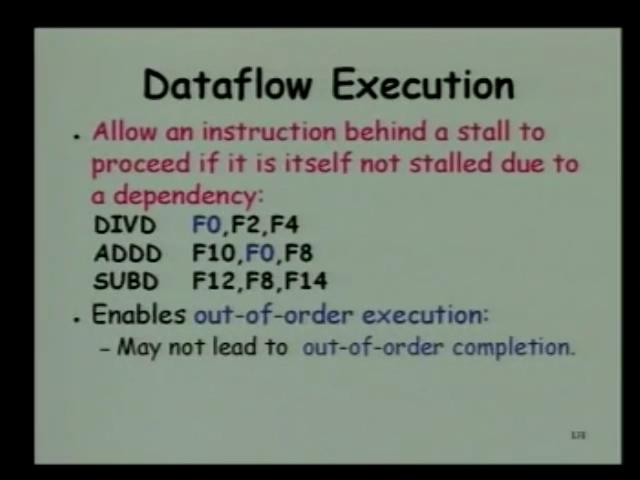 Dataflow Execution
• Allow an instruction behind a stall to
proceed if it is itself not stalled due to
a dependency:
DIVD F0,F2,F4
ADDD F10,F0,F8
SUBD F12,F8,F14
• Enables out-of-order execution:
– May not lead to out-of-order completion.